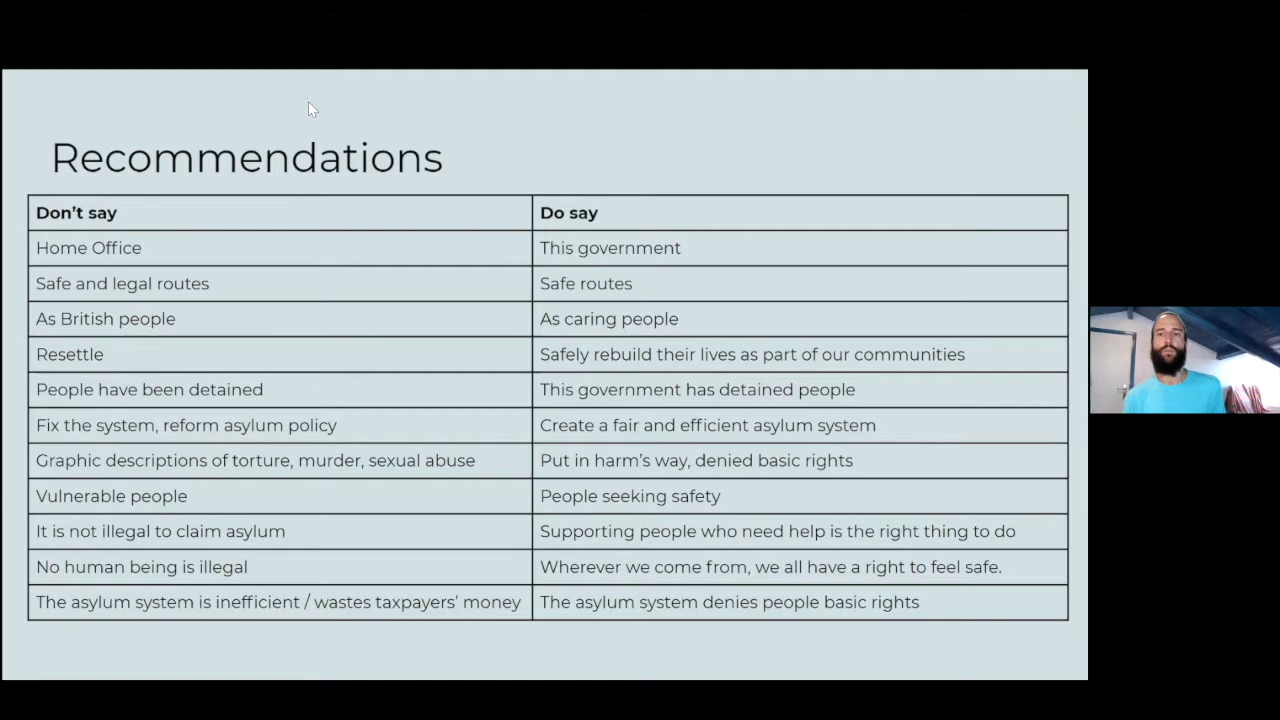 Recommendations
Don’t say
Do say
Home Office
This government
Safe and legal routes
Safe routes
As British people
As caring people
Resettle
Safely rebuild their lives as part of our communities
People have been detained
This government has detained people
Fix the system, reform asylum policy
Create a fair and efficient asylum system
Graphic descriptions of torture, murder, sexual abuse
Put in harm’s way, denied basic rights
Vulnerable people
People seeking safety
It is not illegal to claim asylum
Supporting people who need help is the right thing to do
No human being is illegal
Wherever we come from, we all have a right to feel safe.
The asylum system is inefficient / wastes taxpayers’ money
The asylum system denies people basic rights